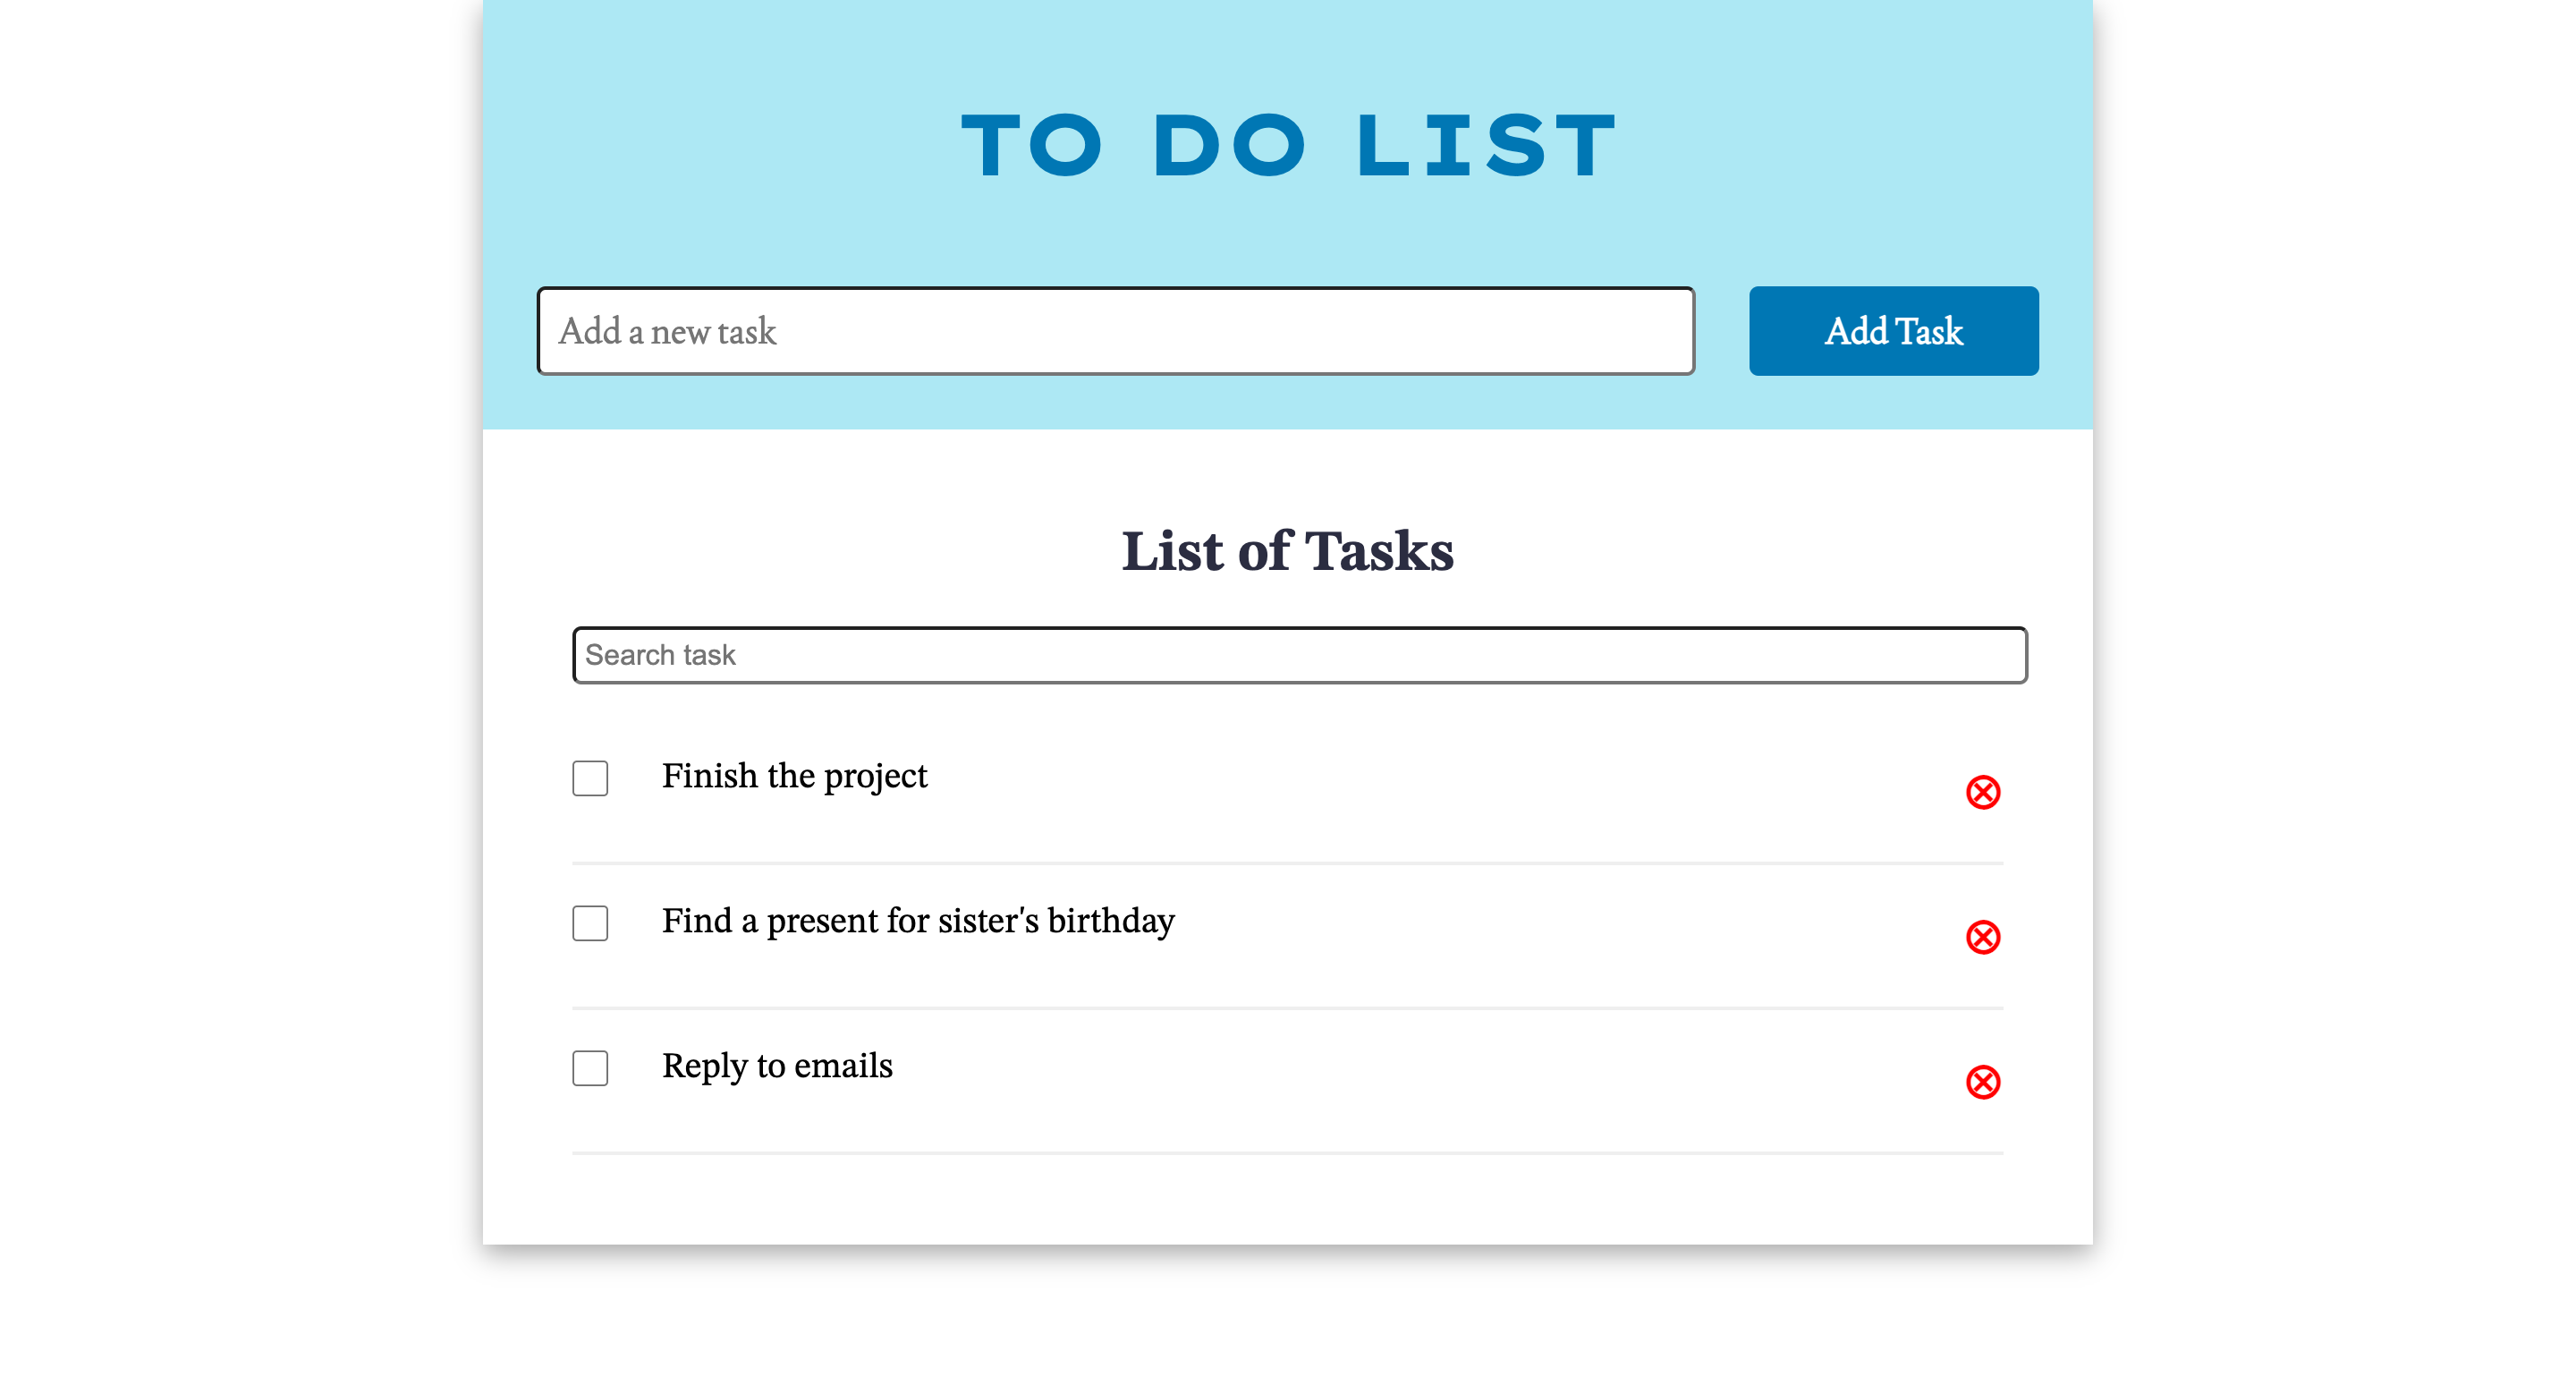 TO DO LIST
Add a new task
Add Task
List of Tasks
Search task
Finish the project
Find a present for sister's birthday
Reply to emails